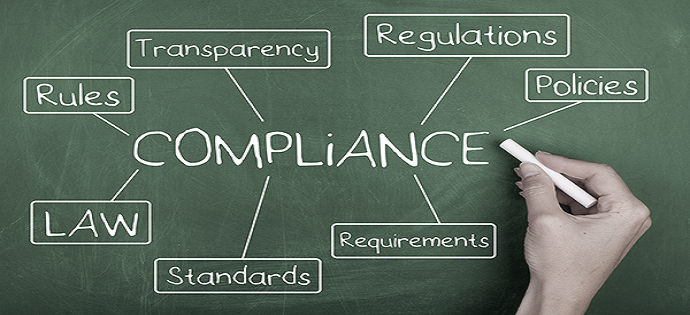 Transparency
Regulations
Rules
Policies
COMPLiANCE
LAW
Requirements
Standards